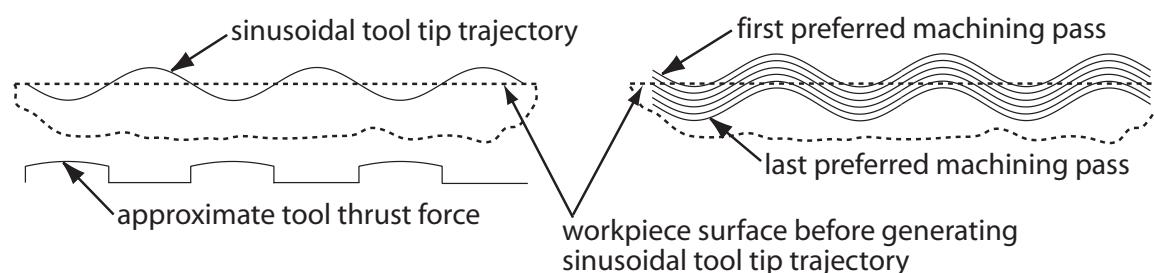 sinusoidal tool tip trajectory
approximate tool thrust force
first preferred machining pass
last preferred machining pass
workpiece surface before generating
sinusoidal tool tip trajectory